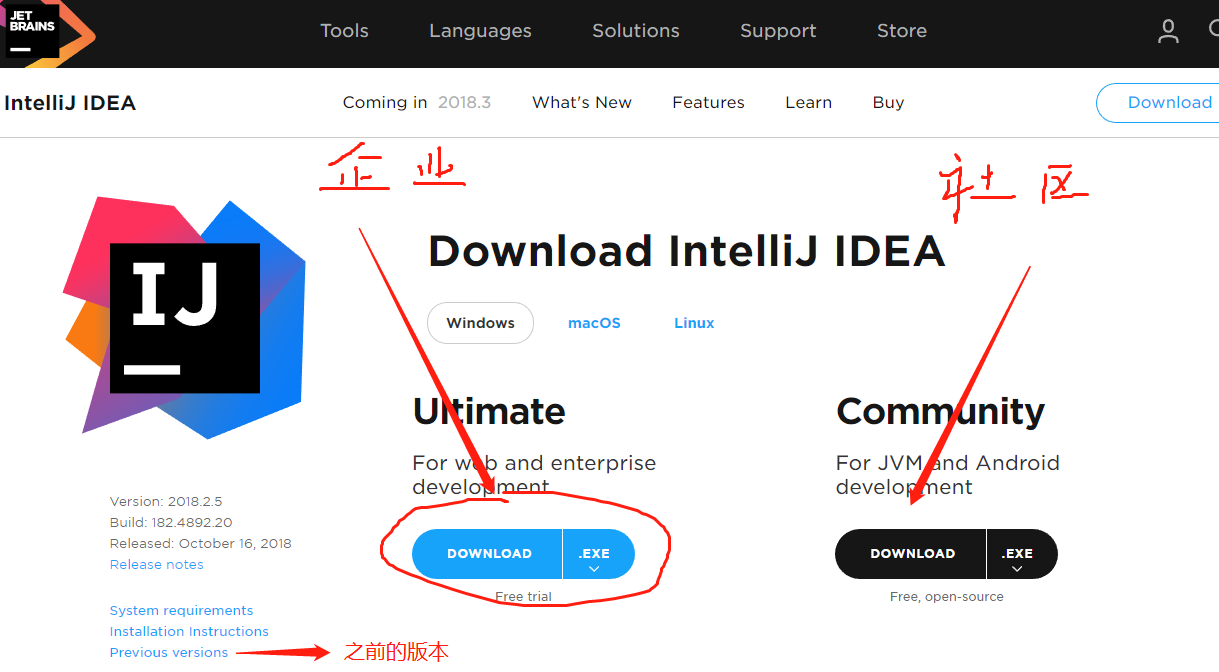 JET
BRAINS
Tools Languages Solutions Support Store
IntelliJ IDEA Coming in 2018.3 What's New Features Learn Buy Download
企业 社区
IJ
Download IntelliJ IDEA
Windows macOS Linux
Ultimate
For web and enterprise
development
DOWNLOAD .EXE
Free trial
Community
For JVM and Android
development
DOWNLOAD .EXE
Free, open-source
Version: 2018.2.5
Build: 182.4892.20
Released: October 16, 2018
Release notes
System requirements
Installation Instructions
Previous versions 之前的版本